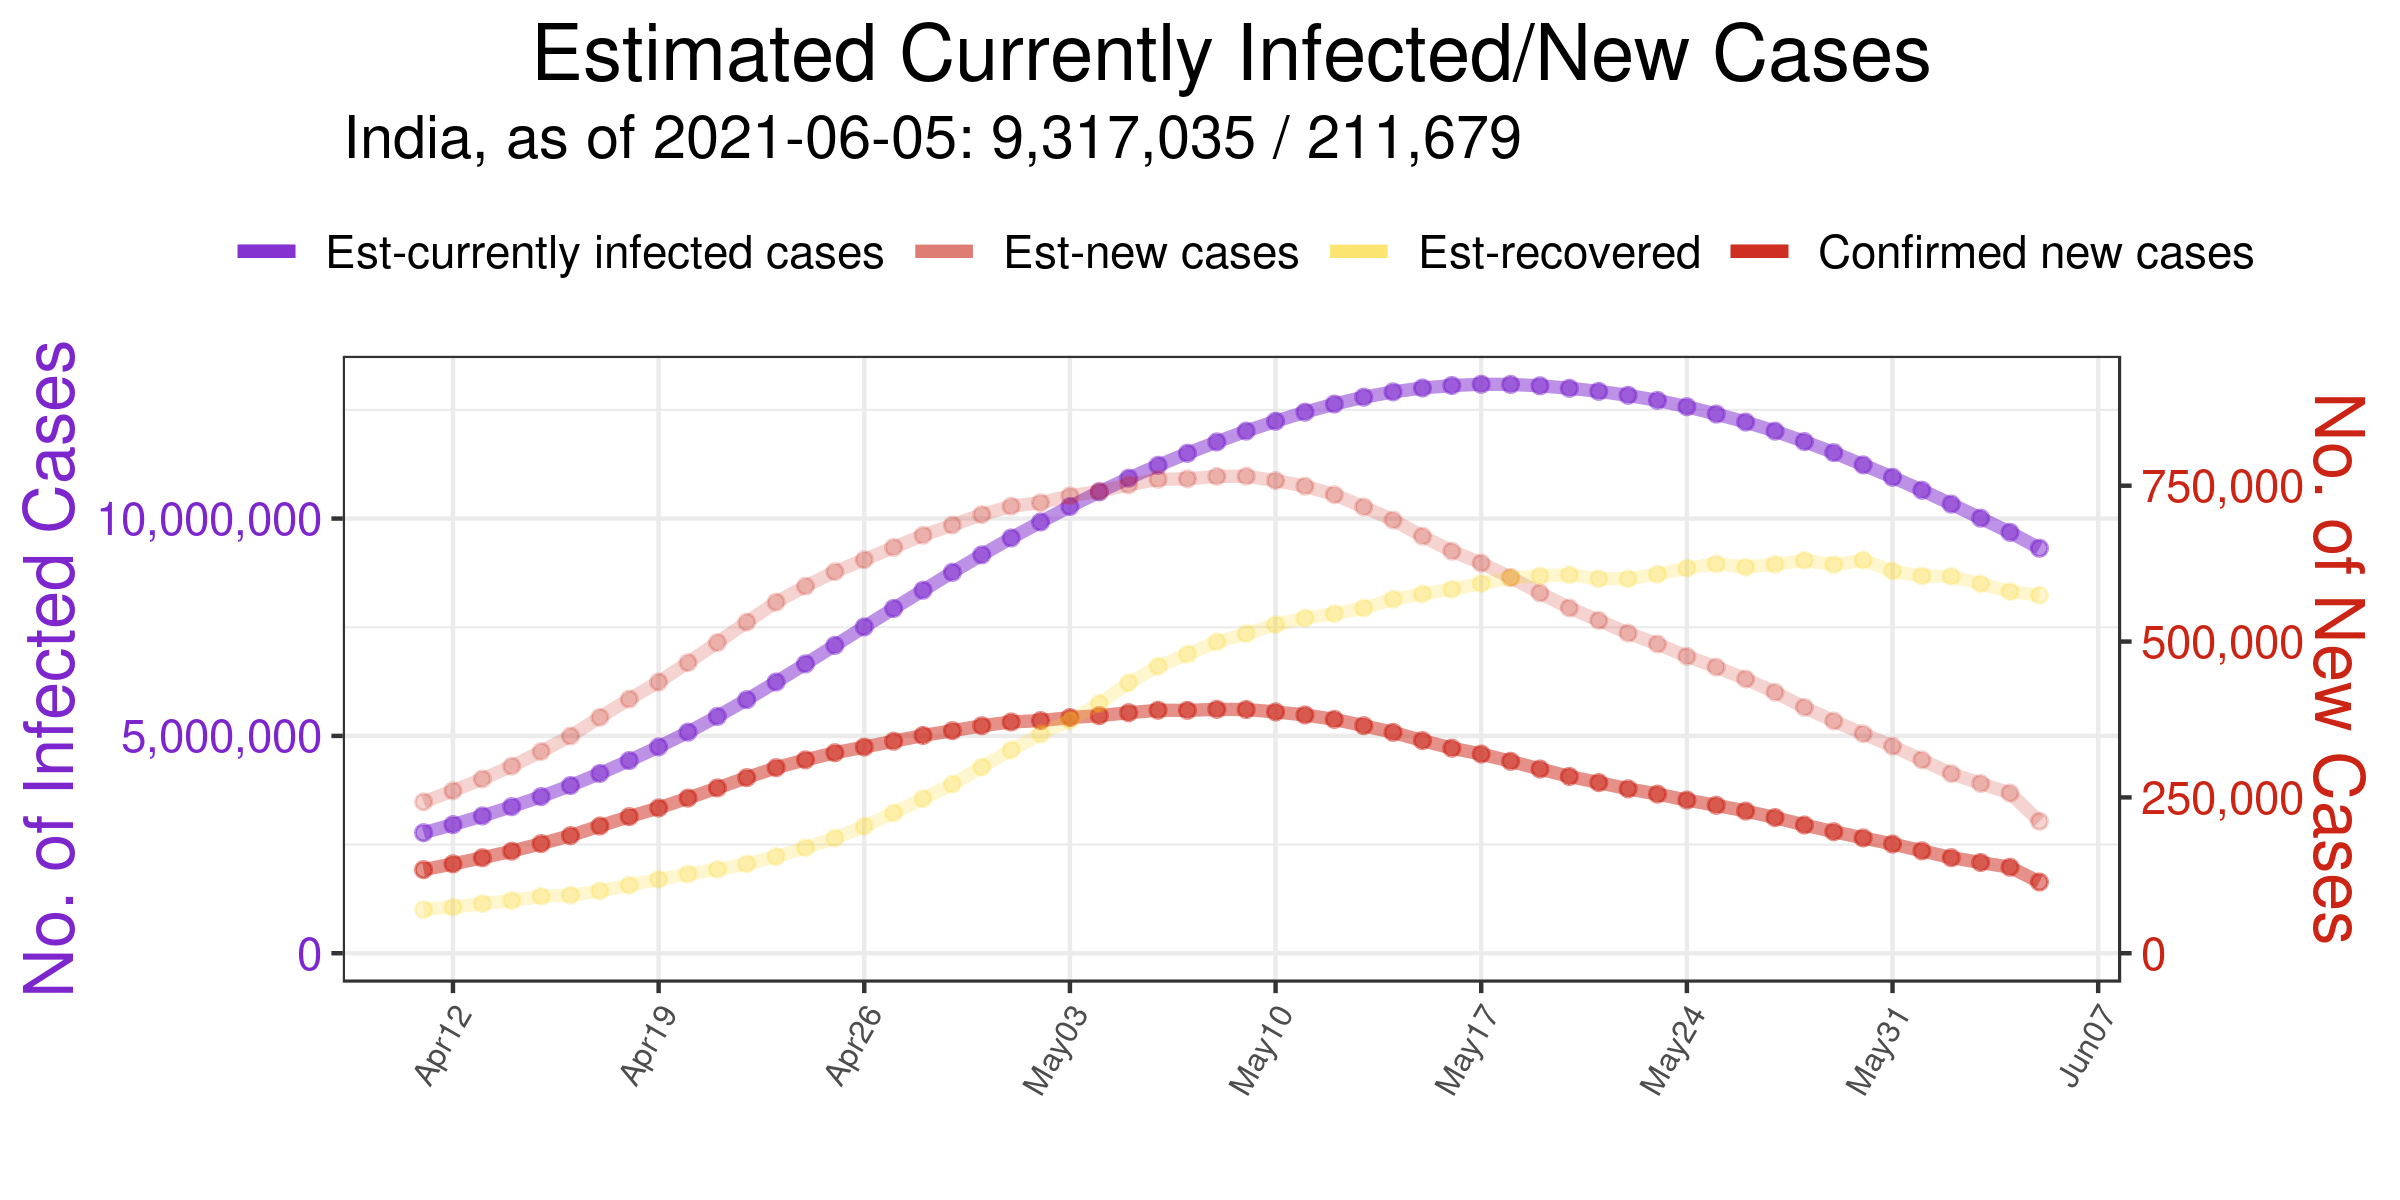 Estimated Currently Infected/New Cases
India, as of 2021-06-05: 9,317,035 / 211,679
Est-currently infected cases Est-new cases Est-recovered Confirmed new cases
No. of Infected Cases
10,000,000
5,000,000
0
750,000
500,000
250,000
0
No. of New Cases
Apr12 Apr19 Apr26 May03 May10 May17 May24 May31 Jun07